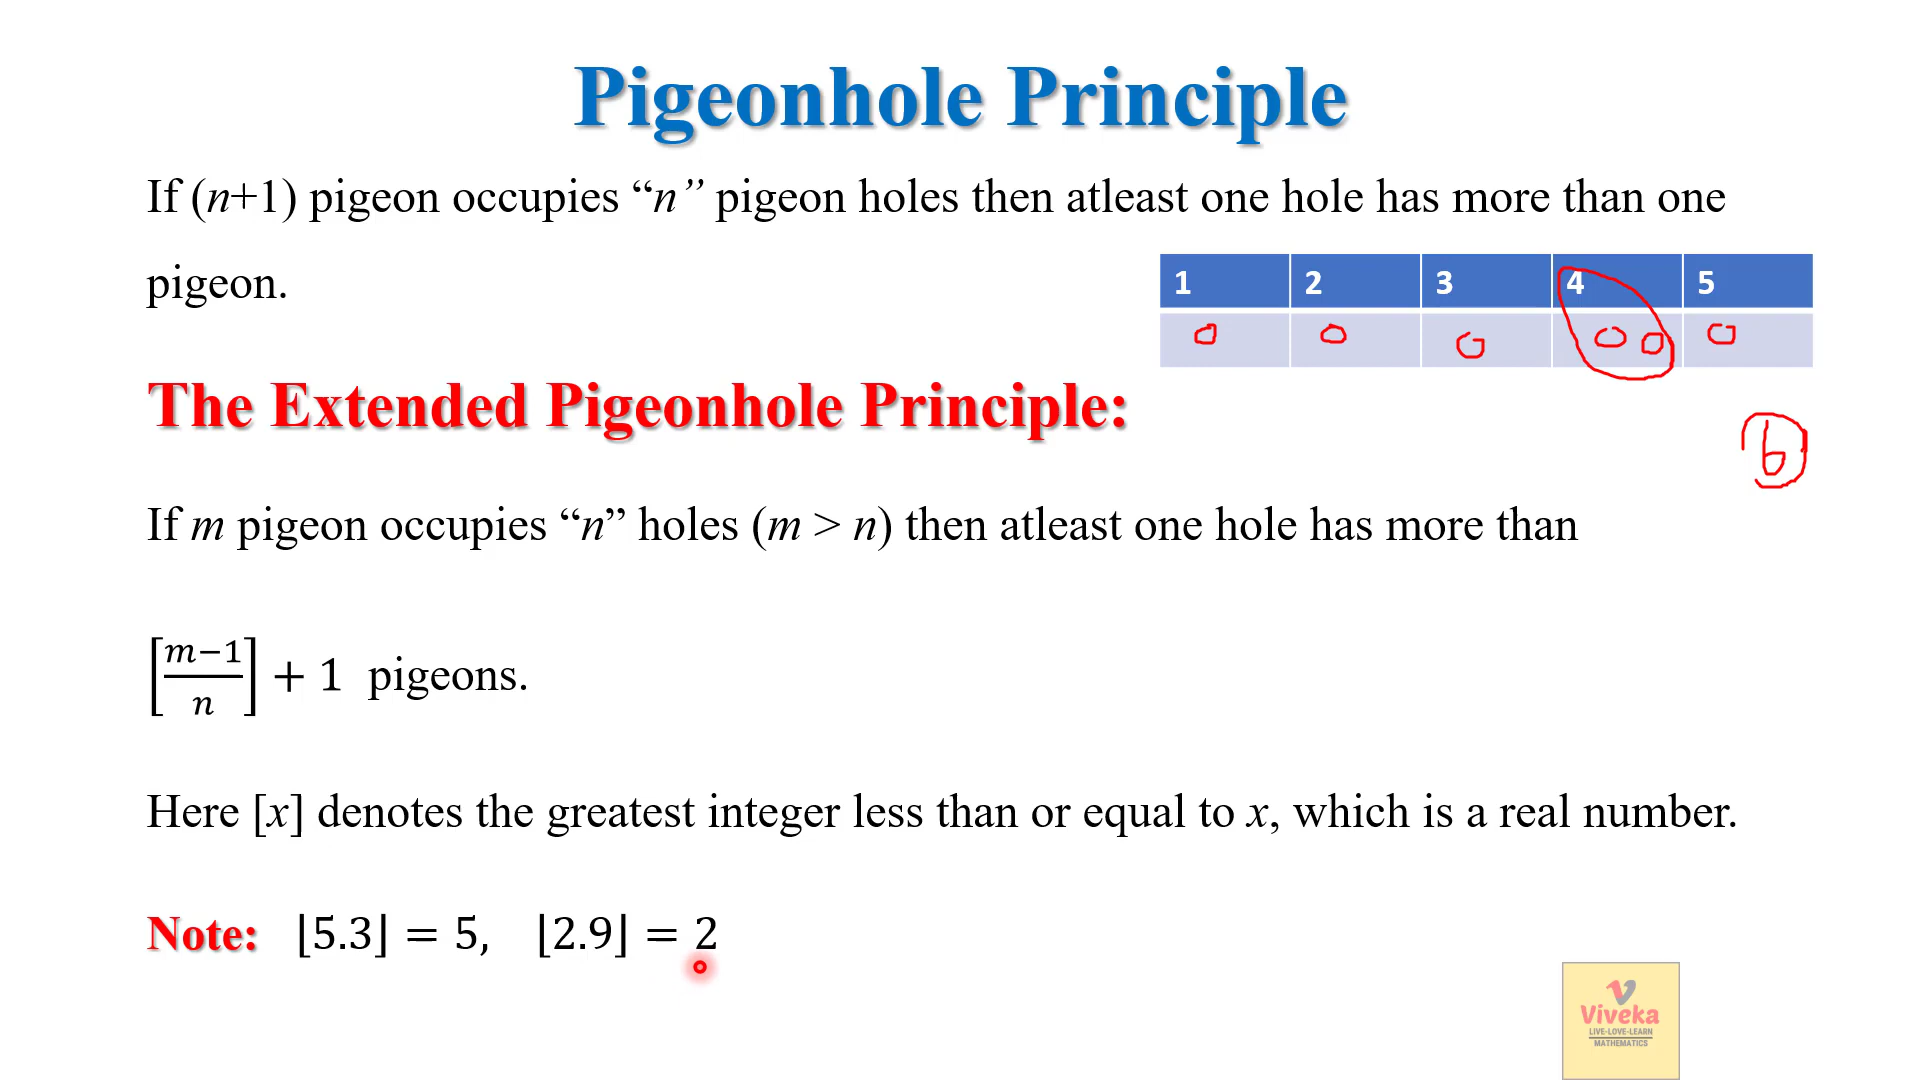 Pigeonhole Principle
If (n+1) pigeon occupies “n” pigeon holes then atleast one hole has more than one
pigeon.
1 2 3 4 5
The Extended Pigeonhole Principle:
6
If m pigeon occupies “n” holes (m > n) then atleast one hole has more than
[(m−1)/n] + 1 pigeons.
Here [x] denotes the greatest integer less than or equal to x, which is a real number.
Note: ⌊5.3⌋ = 5, ⌊2.9⌋ = 2
Viveka
LIVE-LOVE-LEARN
MATHEMATICS